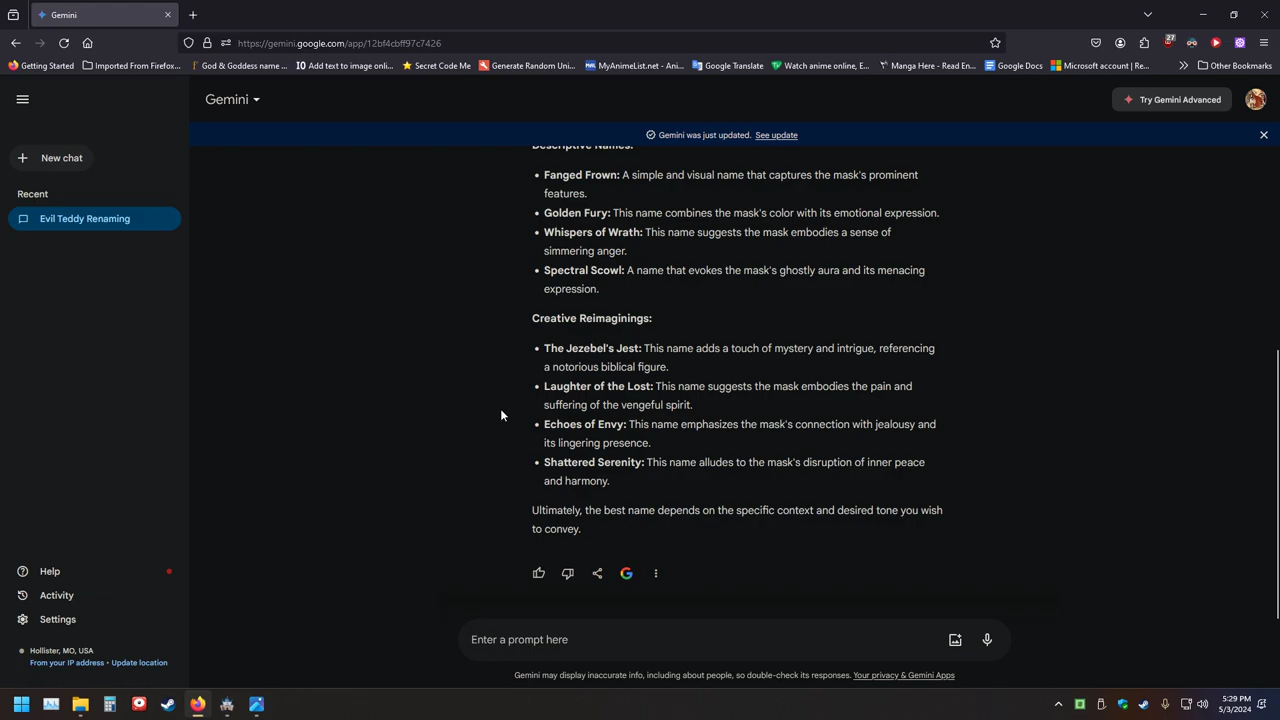 Gemini
https://gemini.google.com/app/12bf4cbff97c7426
Getting Started
Imported From Firefox...
God & Goddess name ...
Add text to image onlin...
Secret Code Me
Generate Random Uni...
MyAnimeList.net - Ani...
Google Translate
Watch anime online, E...
Manga Here - Read En...
Google Docs
Microsoft account | Re...
Other Bookmarks
Gemini
Try Gemini Advanced
Gemini was just updated. See update
New chat
Recent
Evil Teddy Renaming
Descriptive Names:
• Fanged Frown: A simple and visual name that captures the mask's prominent
features.
• Golden Fury: This name combines the mask's color with its emotional expression.
• Whispers of Wrath: This name suggests the mask embodies a sense of
simmering anger.
• Spectral Scowl: A name that evokes the mask's ghostly aura and its menacing
expression.
Creative Reimaginings:
• The Jezebel's Jest: This name adds a touch of mystery and intrigue, referencing
a notorious biblical figure.
• Laughter of the Lost: This name suggests the mask embodies the pain and
suffering of the vengeful spirit.
• Echoes of Envy: This name emphasizes the mask's connection with jealousy and
its lingering presence.
• Shattered Serenity: This name alludes to the mask's disruption of inner peace
and harmony.
Ultimately, the best name depends on the specific context and desired tone you wish
to convey.
Help
Activity
Settings
Hollister, MO, USA
From your IP address • Update location
Enter a prompt here
Gemini may display inaccurate info, including about people, so double-check its responses. Your privacy & Gemini Apps
5:29 PM
5/3/2024